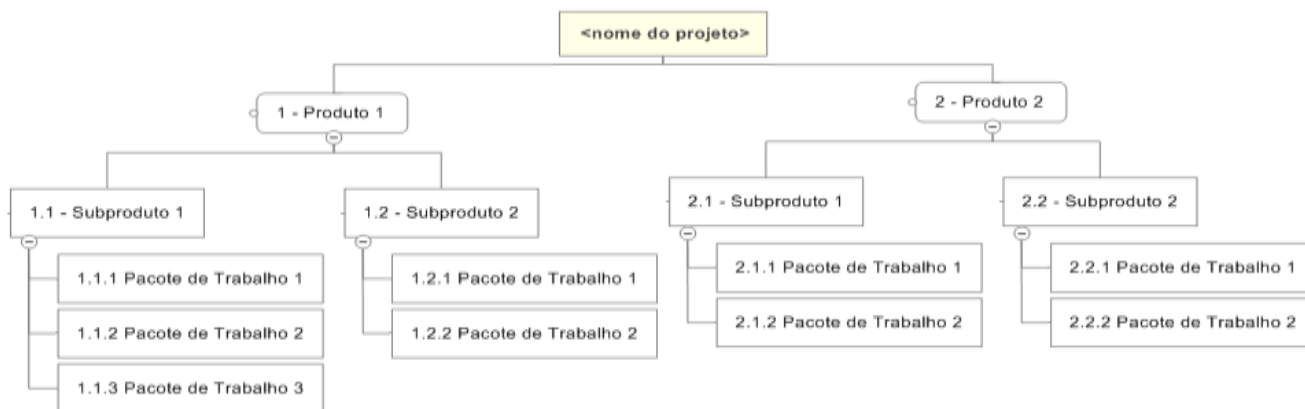 <nome do projeto>
1 - Produto 1
2 - Produto 2
1.1 - Subproduto 1
1.2 - Subproduto 2
2.1 - Subproduto 1
2.2 - Subproduto 2
1.1.1 Pacote de Trabalho 1
1.1.2 Pacote de Trabalho 2
1.1.3 Pacote de Trabalho 3
1.2.1 Pacote de Trabalho 1
1.2.2 Pacote de Trabalho 2
2.1.1 Pacote de Trabalho 1
2.1.2 Pacote de Trabalho 2
2.2.1 Pacote de Trabalho 1
2.2.2 Pacote de Trabalho 2